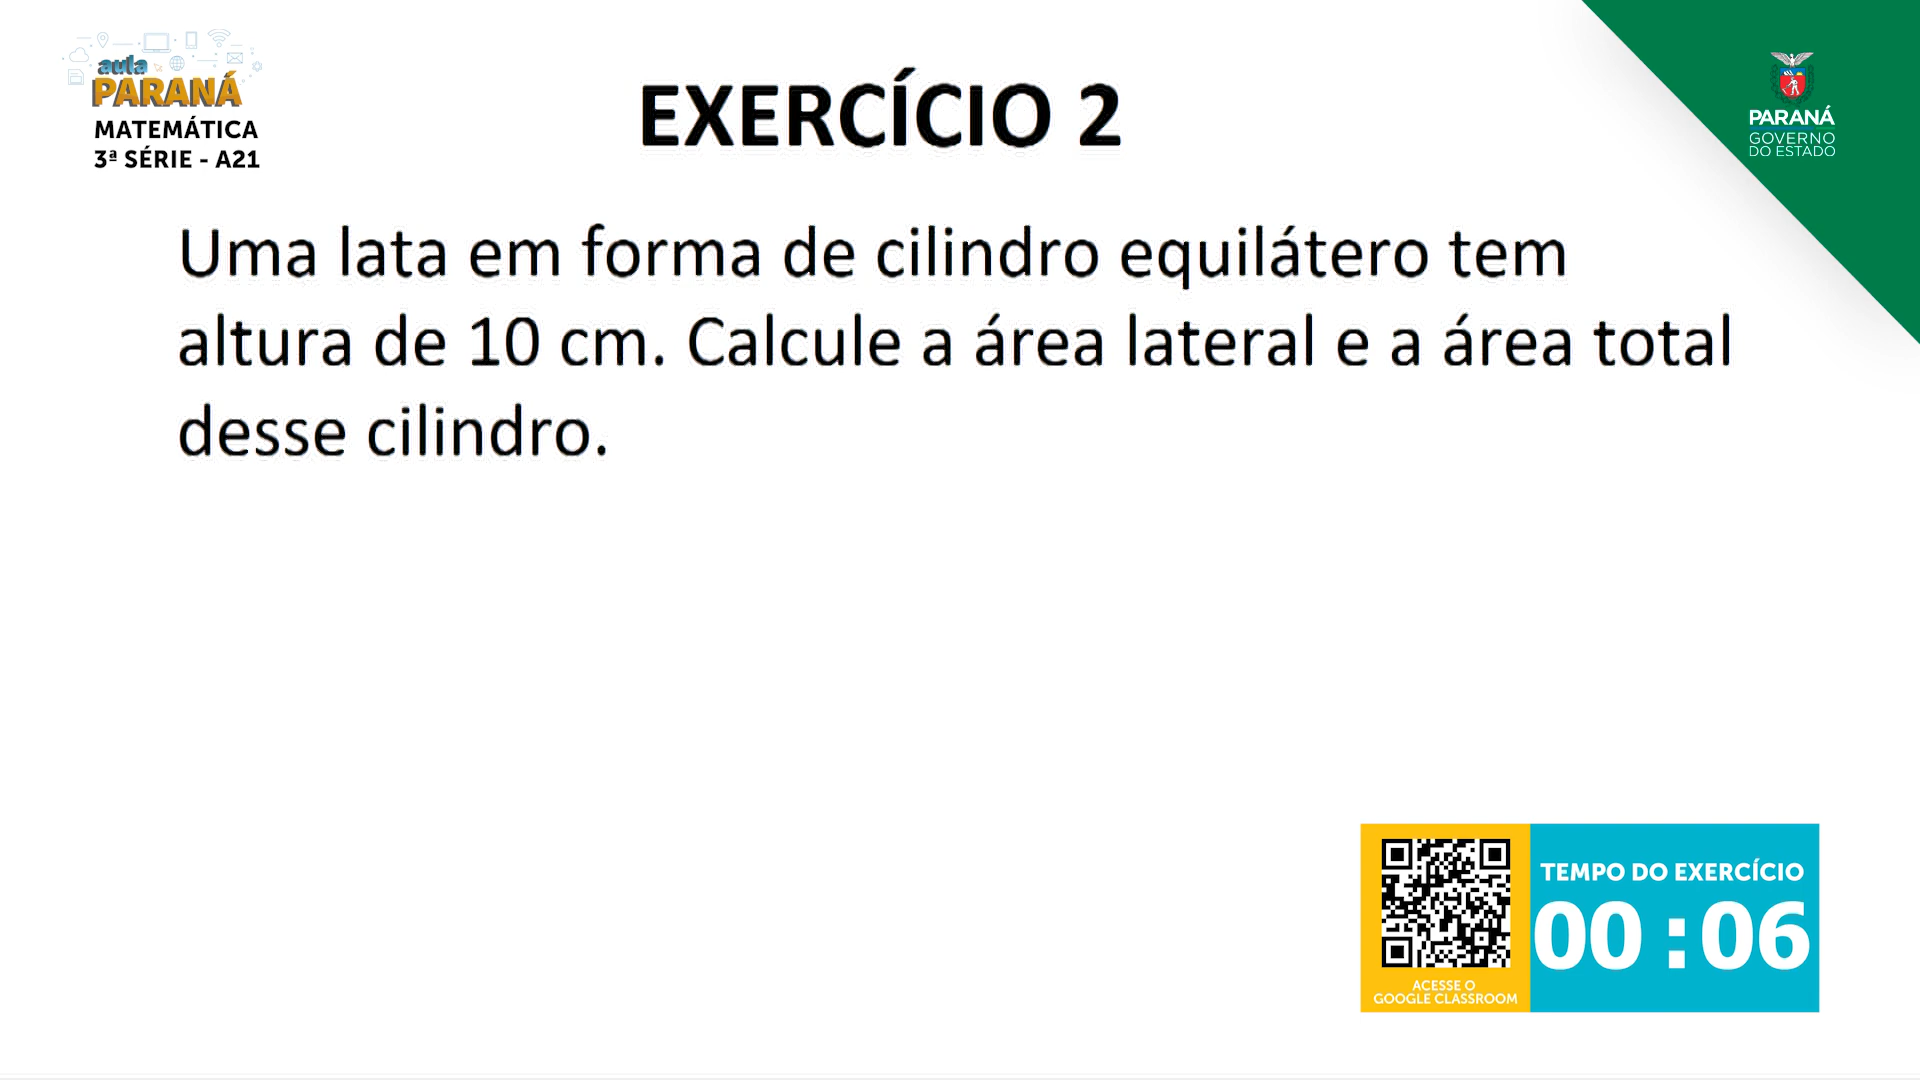 aula
PARANÁ
MATEMÁTICA
3ª SÉRIE - A21
EXERCÍCIO 2
PARANÁ
GOVERNO
DO ESTADO
Uma lata em forma de cilindro equilátero tem
altura de 10 cm. Calcule a área lateral e a área total
desse cilindro.
ACESSE O
GOOGLE CLASSROOM
TEMPO DO EXERCÍCIO
00:06